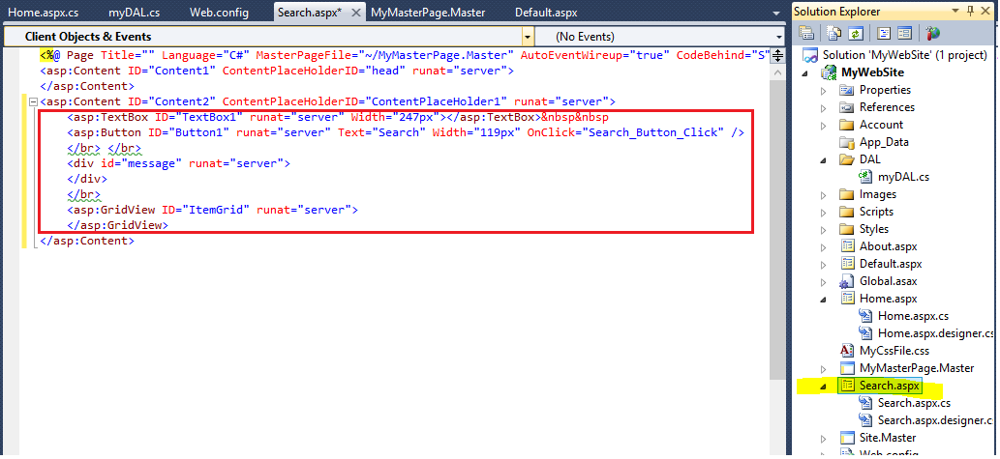 Home.aspx.cs myDAL.cs Web.config Search.aspx* MyMasterPage.Master Default.aspx
Client Objects & Events (No Events)
<%@ Page Title="" Language="C#" MasterPageFile="~/MyMasterPage.Master" AutoEventWireup="true" CodeBehind="S"
<asp:Content ID="Content1" ContentPlaceHolderID="head" runat="server">
</asp:Content>
<asp:Content ID="Content2" ContentPlaceHolderID="ContentPlaceHolder1" runat="server">
<asp:TextBox ID="TextBox1" runat="server" Width="247px"></asp:TextBox>&nbsp&nbsp
<asp:Button ID="Button1" runat="server" Text="Search" Width="119px" OnClick="Search_Button_Click" />
</br> </br>
<div id="message" runat="server">
</div>
</br>
<asp:GridView ID="ItemGrid" runat="server">
</asp:GridView>
</asp:Content>
Solution Explorer
Solution 'MyWebSite' (1 project)
MyWebSite
Properties
References
Account
App_Data
DAL
myDAL.cs
Images
Scripts
Styles
About.aspx
Default.aspx
Global.asax
Home.aspx
Home.aspx.cs
Home.aspx.designer.cs
MyCssFile.css
MyMasterPage.Master
Search.aspx
Search.aspx.cs
Search.aspx.designer.c
Site.Master
Web.config